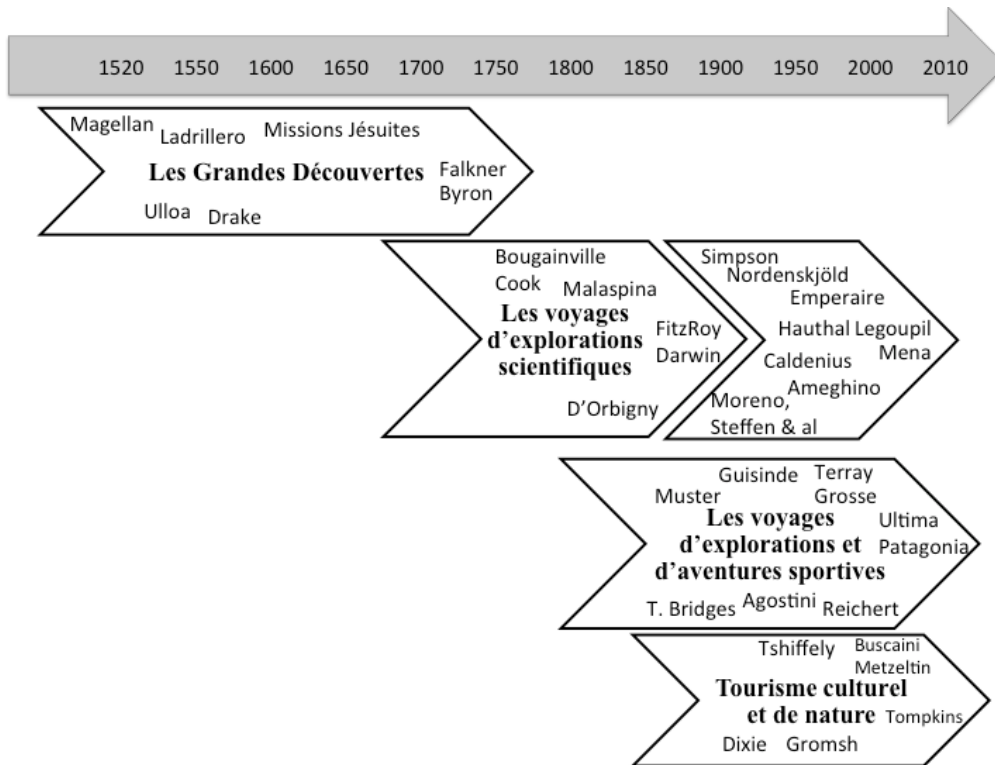 1520 1550 1600 1650 1700 1750 1800 1850 1900 1950 2000 2010
Magellan Ladrillero Missions Jésuites
Les Grandes Découvertes
Falkner
Byron
Ulloa Drake
Bougainville
Cook Malaspina
Les voyages
d’explorations
scientifiques
FitzRoy
Darwin
D’Orbigny
Simpson
Nordenskjöld
Emperaire
Hauthal Legoupil
Mena
Caldenius
Ameghino
Moreno,
Steffen & al
Guisinde Terray
Muster Grosse
Les voyages
d’explorations et
d’aventures sportives
Ultima
Patagonia
T. Bridges Agostini Reichert
Tshiffely Buscaini
Metzeltin
Tourisme culturel
et de nature Tompkins
Dixie Gromsh